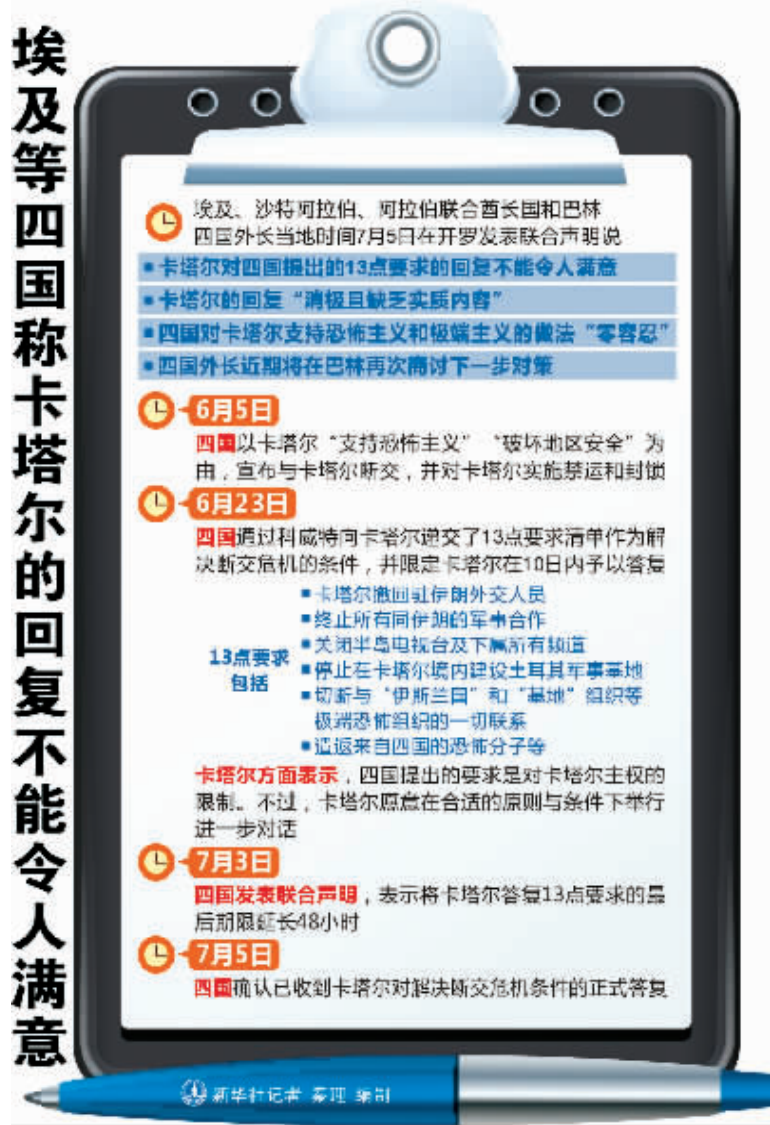 埃及等四国称卡塔尔的回复不能令人满意
埃及、沙特阿拉伯、阿拉伯联合酋长国和巴林
四国外长当地时间7月5日在开罗发表联合声明说
■卡塔尔对四国提出的13点要求的回复不能令人满意
■卡塔尔的回复“消极且缺乏实质内容”
■四国对卡塔尔支持恐怖主义和极端主义的做法“零容忍”
■四国外长近期将在巴林再次商讨下一步对策
6月5日
四国以卡塔尔“支持恐怖主义”“破坏地区安全”为
由，宣布与卡塔尔断交，并对卡塔尔实施禁运和封锁
6月23日
四国通过科威特向卡塔尔递交了13点要求清单作为解
决断交危机的条件，并限定卡塔尔在10日内予以答复
13点要求
包括
■卡塔尔撤回驻伊朗外交人员
■终止所有同伊朗的军事合作
■关闭半岛电视台及下属所有频道
■停止在卡塔尔境内建设土耳其军事基地
■切断与“伊斯兰国”和“基地”组织等
极端恐怖组织的一切联系
■遣返来自四国的恐怖分子等
卡塔尔方面表示，四国提出的要求是对卡塔尔主权的
限制。不过，卡塔尔愿意在合适的原则与条件下举行
进一步对话
7月3日
四国发表联合声明，表示将卡塔尔答复13点要求的最
后期限延长48小时
7月5日
四国确认已收到卡塔尔对解决断交危机条件的正式答复
新华社记者 秦理 编制